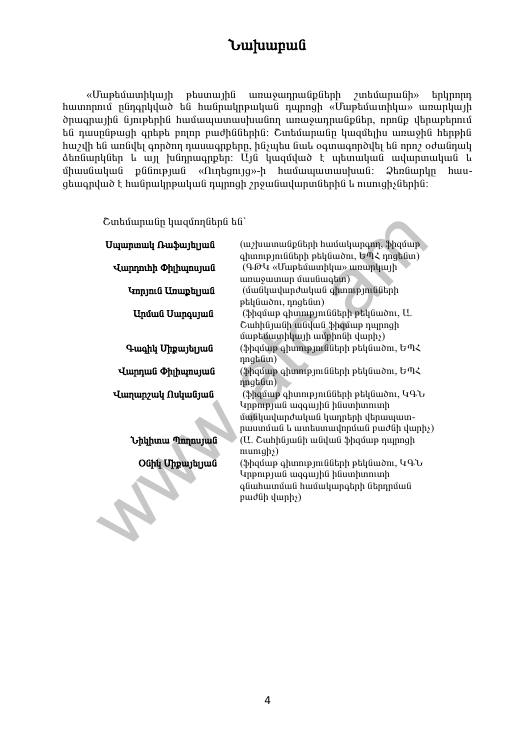 Նախաբան
«Մաթեմատիկայի թեստային առաջադրանքների շտեմարանի» երկրորդ
հատորում ընդգրկված են հանրակրթական դպրոցի «Մաթեմատիկա» առարկայի
ծրագրային նյութերին համապատասխանող առաջադրանքներ, որոնք վերաբերում
են դասընթացի գրեթե բոլոր բաժիններին: Շտեմարանը կազմելիս առաջին հերթին
հաշվի են առնվել գործող դասագրքերը, ինչպես նաև օգտագործվել են որոշ օժանդակ
ձեռնարկներ և այլ խնդրագրքեր: Այն կազմված է պետական ավարտական և
միասնական քննության «Ուղեցույց»-ի համապատասխան: Ձեռնարկը հաս-
ցեագրված է հանրակրթական դպրոցի շրջանավարտներին և ուսուցիչներին:
Շտեմարանը կազմողներն են՝
Սպարտակ Ռաֆայելյան (աշխատանքների համակարգող, ֆիզմաթ
գիտությունների թեկնածու, ԵՊՀ դոցենտ)
Վարդուհի Փիլիպոսյան (ԳԹԿ «Մաթեմատիկա» առարկայի
առաջատար մասնագետ)
Կորյուն Առաքելյան (մանկավարժական գիտությունների
թեկնածու, դոցենտ)
Արման Սարգսյան (ֆիզմաթ գիտությունների թեկնածու, Ա.
Շահինյանի անվան ֆիզմաթ դպրոցի
մաթեմատիկայի ամբիոնի վարիչ)
Գագիկ Միքայելյան (ֆիզմաթ գիտությունների թեկնածու, ԵՊՀ
դոցենտ)
Վարդան Փիլիպոսյան (ֆիզմաթ գիտությունների թեկնածու, ԵՊՀ
դոցենտ)
Վաղարշակ Ոսկանյան (ֆիզմաթ գիտությունների թեկնածու, ԿԳՆ
Կրթության ազգային ինստիտուտի
մանկավարժական կադրերի վերապատ-
րաստման և ատեստավորման բաժնի վարիչ)
Նիկիտա Պողոսյան (Ա. Շահինյանի անվան ֆիզմաթ դպրոցի
ուսուցիչ)
Օնիկ Միքայելյան (ֆիզմաթ գիտությունների թեկնածու, ԿԳՆ
Կրթության ազգային ինստիտուտի
գնահատման համակարգերի ներդրման
բաժնի վարիչ)
www.atc.am
4